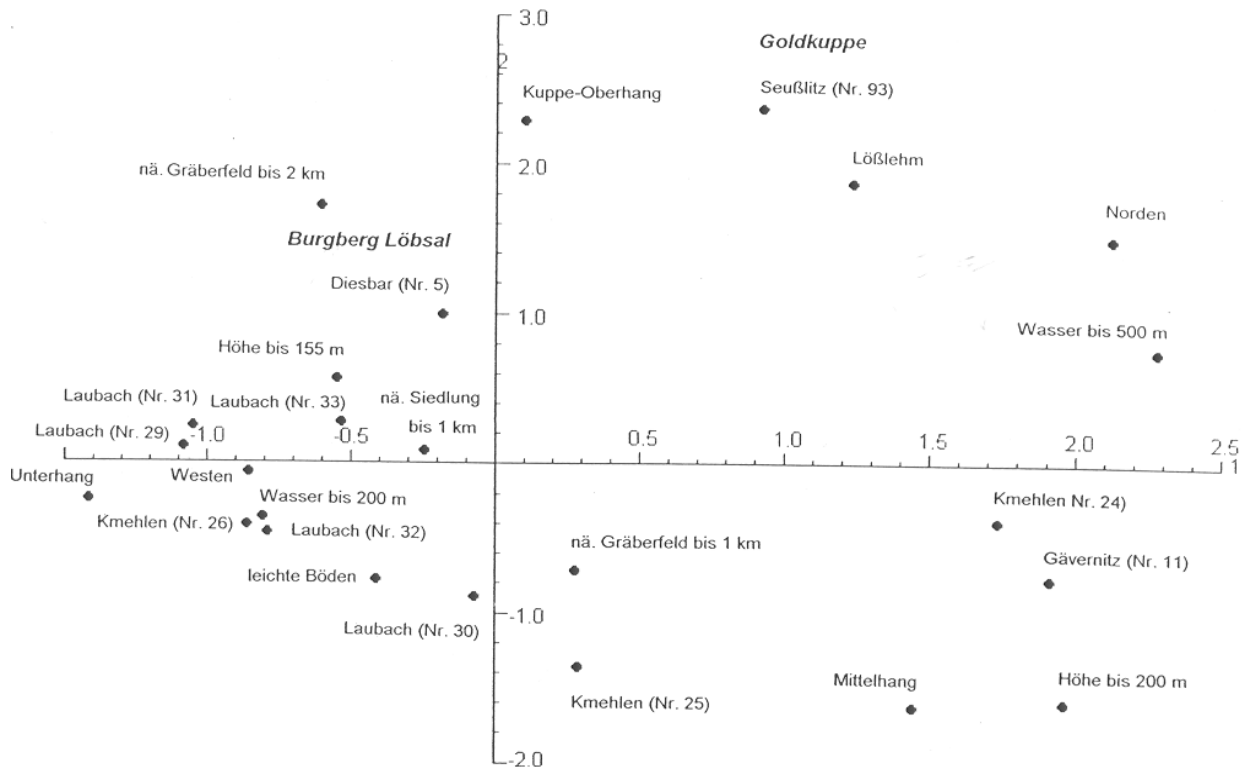 3.0
Goldkuppe
2
Kuppe-Oberhang
Seußlitz (Nr. 93)
2.0
Lößlehm
nä. Gräberfeld bis 2 km
Norden
Burgberg Löbsal
Diesbar (Nr. 5)
1.0
Wasser bis 500 m
Höhe bis 155 m
Laubach (Nr. 31)
Laubach (Nr. 33)
nä. Siedlung
bis 1 km
Laubach (Nr. 29)
-1.0
-0.5
0.5
1.0
1.5
2.0
2.5
1
Unterhang
Westen
Wasser bis 200 m
Kmehlen (Nr. 26)
Laubach (Nr. 32)
Kmehlen Nr. 24)
nä. Gräberfeld bis 1 km
Gävernitz (Nr. 11)
leichte Böden
-1.0
Laubach (Nr. 30)
Kmehlen (Nr. 25)
Mittelhang
Höhe bis 200 m
-2.0